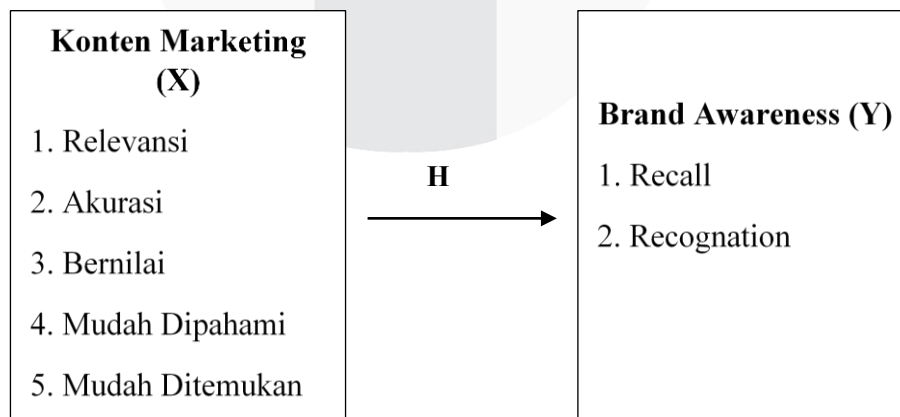 Konten Marketing
(X)
1. Relevansi
2. Akurasi
3. Bernilai
4. Mudah Dipahami
5. Mudah Ditemukan
H
Brand Awareness (Y)
1. Recall
2. Recognation